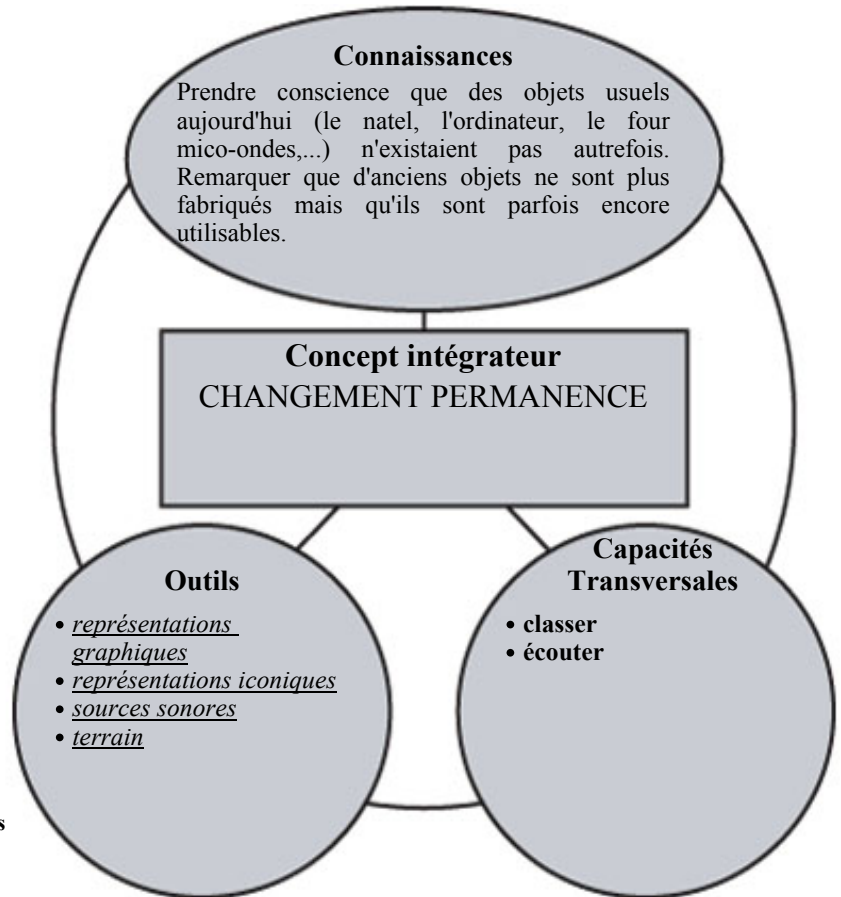 Connaissances
Prendre conscience que des objets usuels
aujourd'hui (le natel, l'ordinateur, le four
mico-ondes,...) n'existaient pas autrefois.
Remarquer que d'anciens objets ne sont plus
fabriqués mais qu'ils sont parfois encore
utilisables.
Concept intégrateur
CHANGEMENT PERMANENCE
Outils
• représentations
graphiques
• représentations iconiques
• sources sonores
• terrain
Capacités
Transversales
• classer
• écouter
s